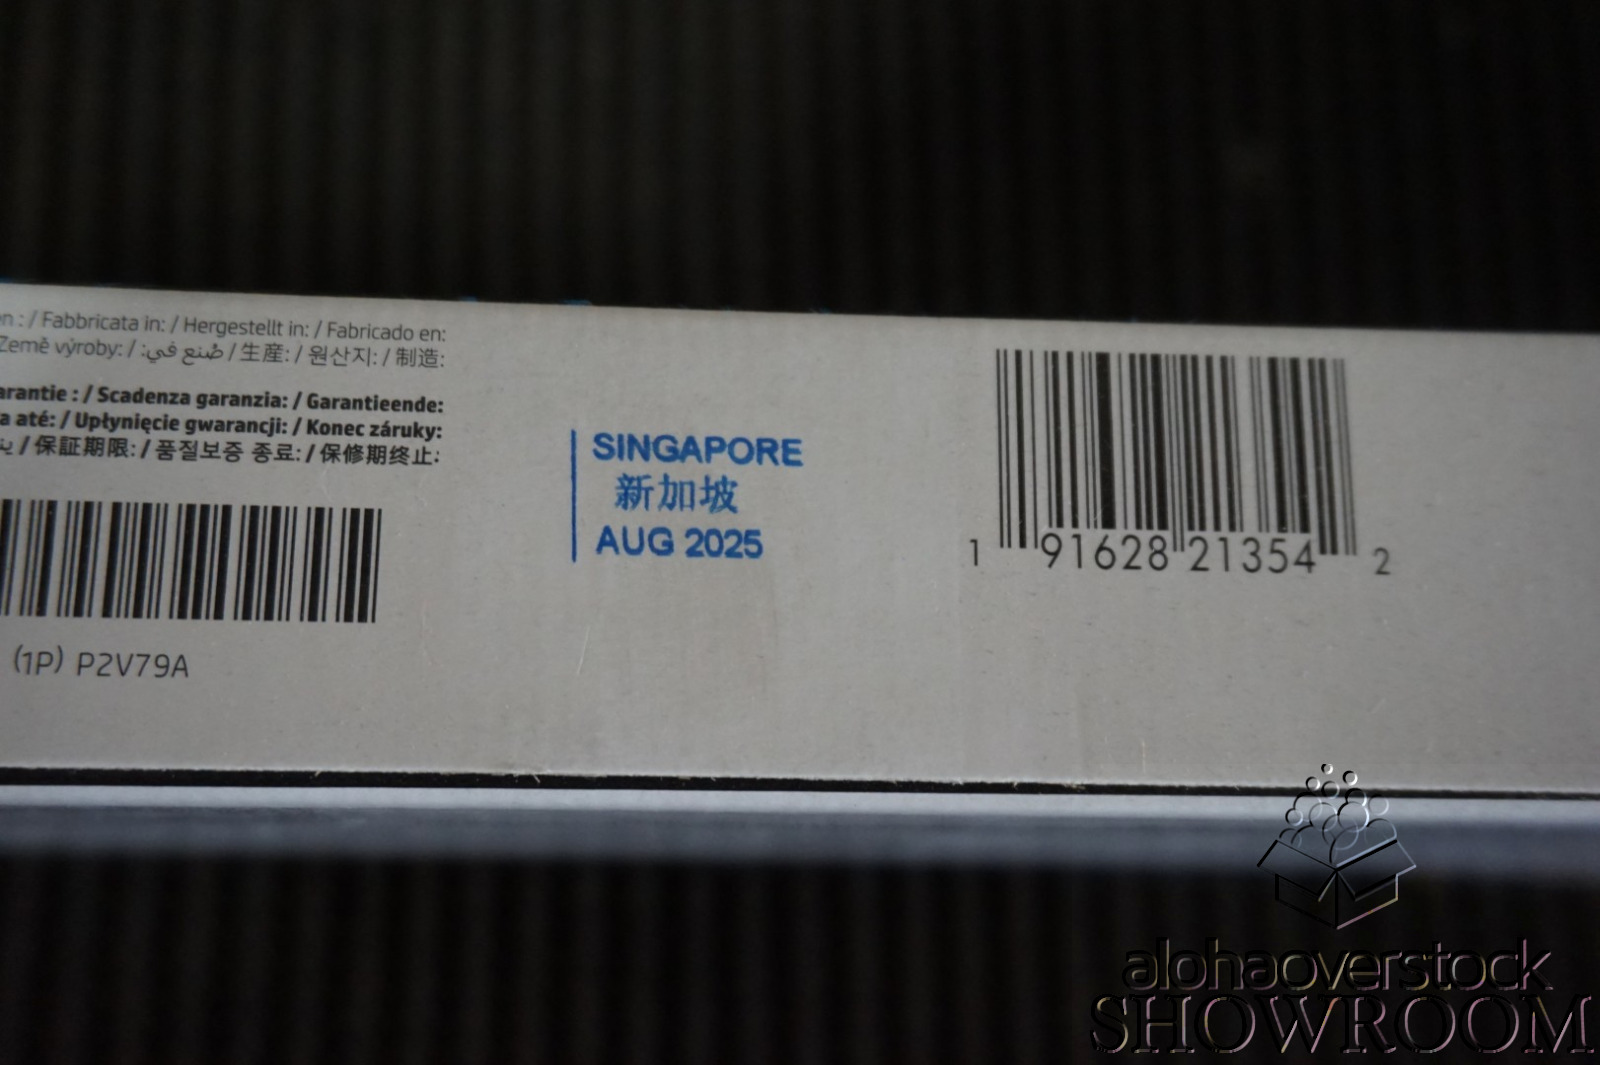 en : / Fabbricata in: / Hergestellt in: / Fabricado en:
Země výroby: / صُنع في: / 生産: / 원산지: / 制造:
arantie : / Scadenza garanzia: / Garantieende:
a até: / Upłynięcie gwarancji: / Konec záruky:
/ 保証期限: / 품질보증 종료: / 保修期终止:
(1P) P2V79A
SINGAPORE
新加坡
AUG 2025
1 91628 21354 2
alohaoverstock
SHOWROOM